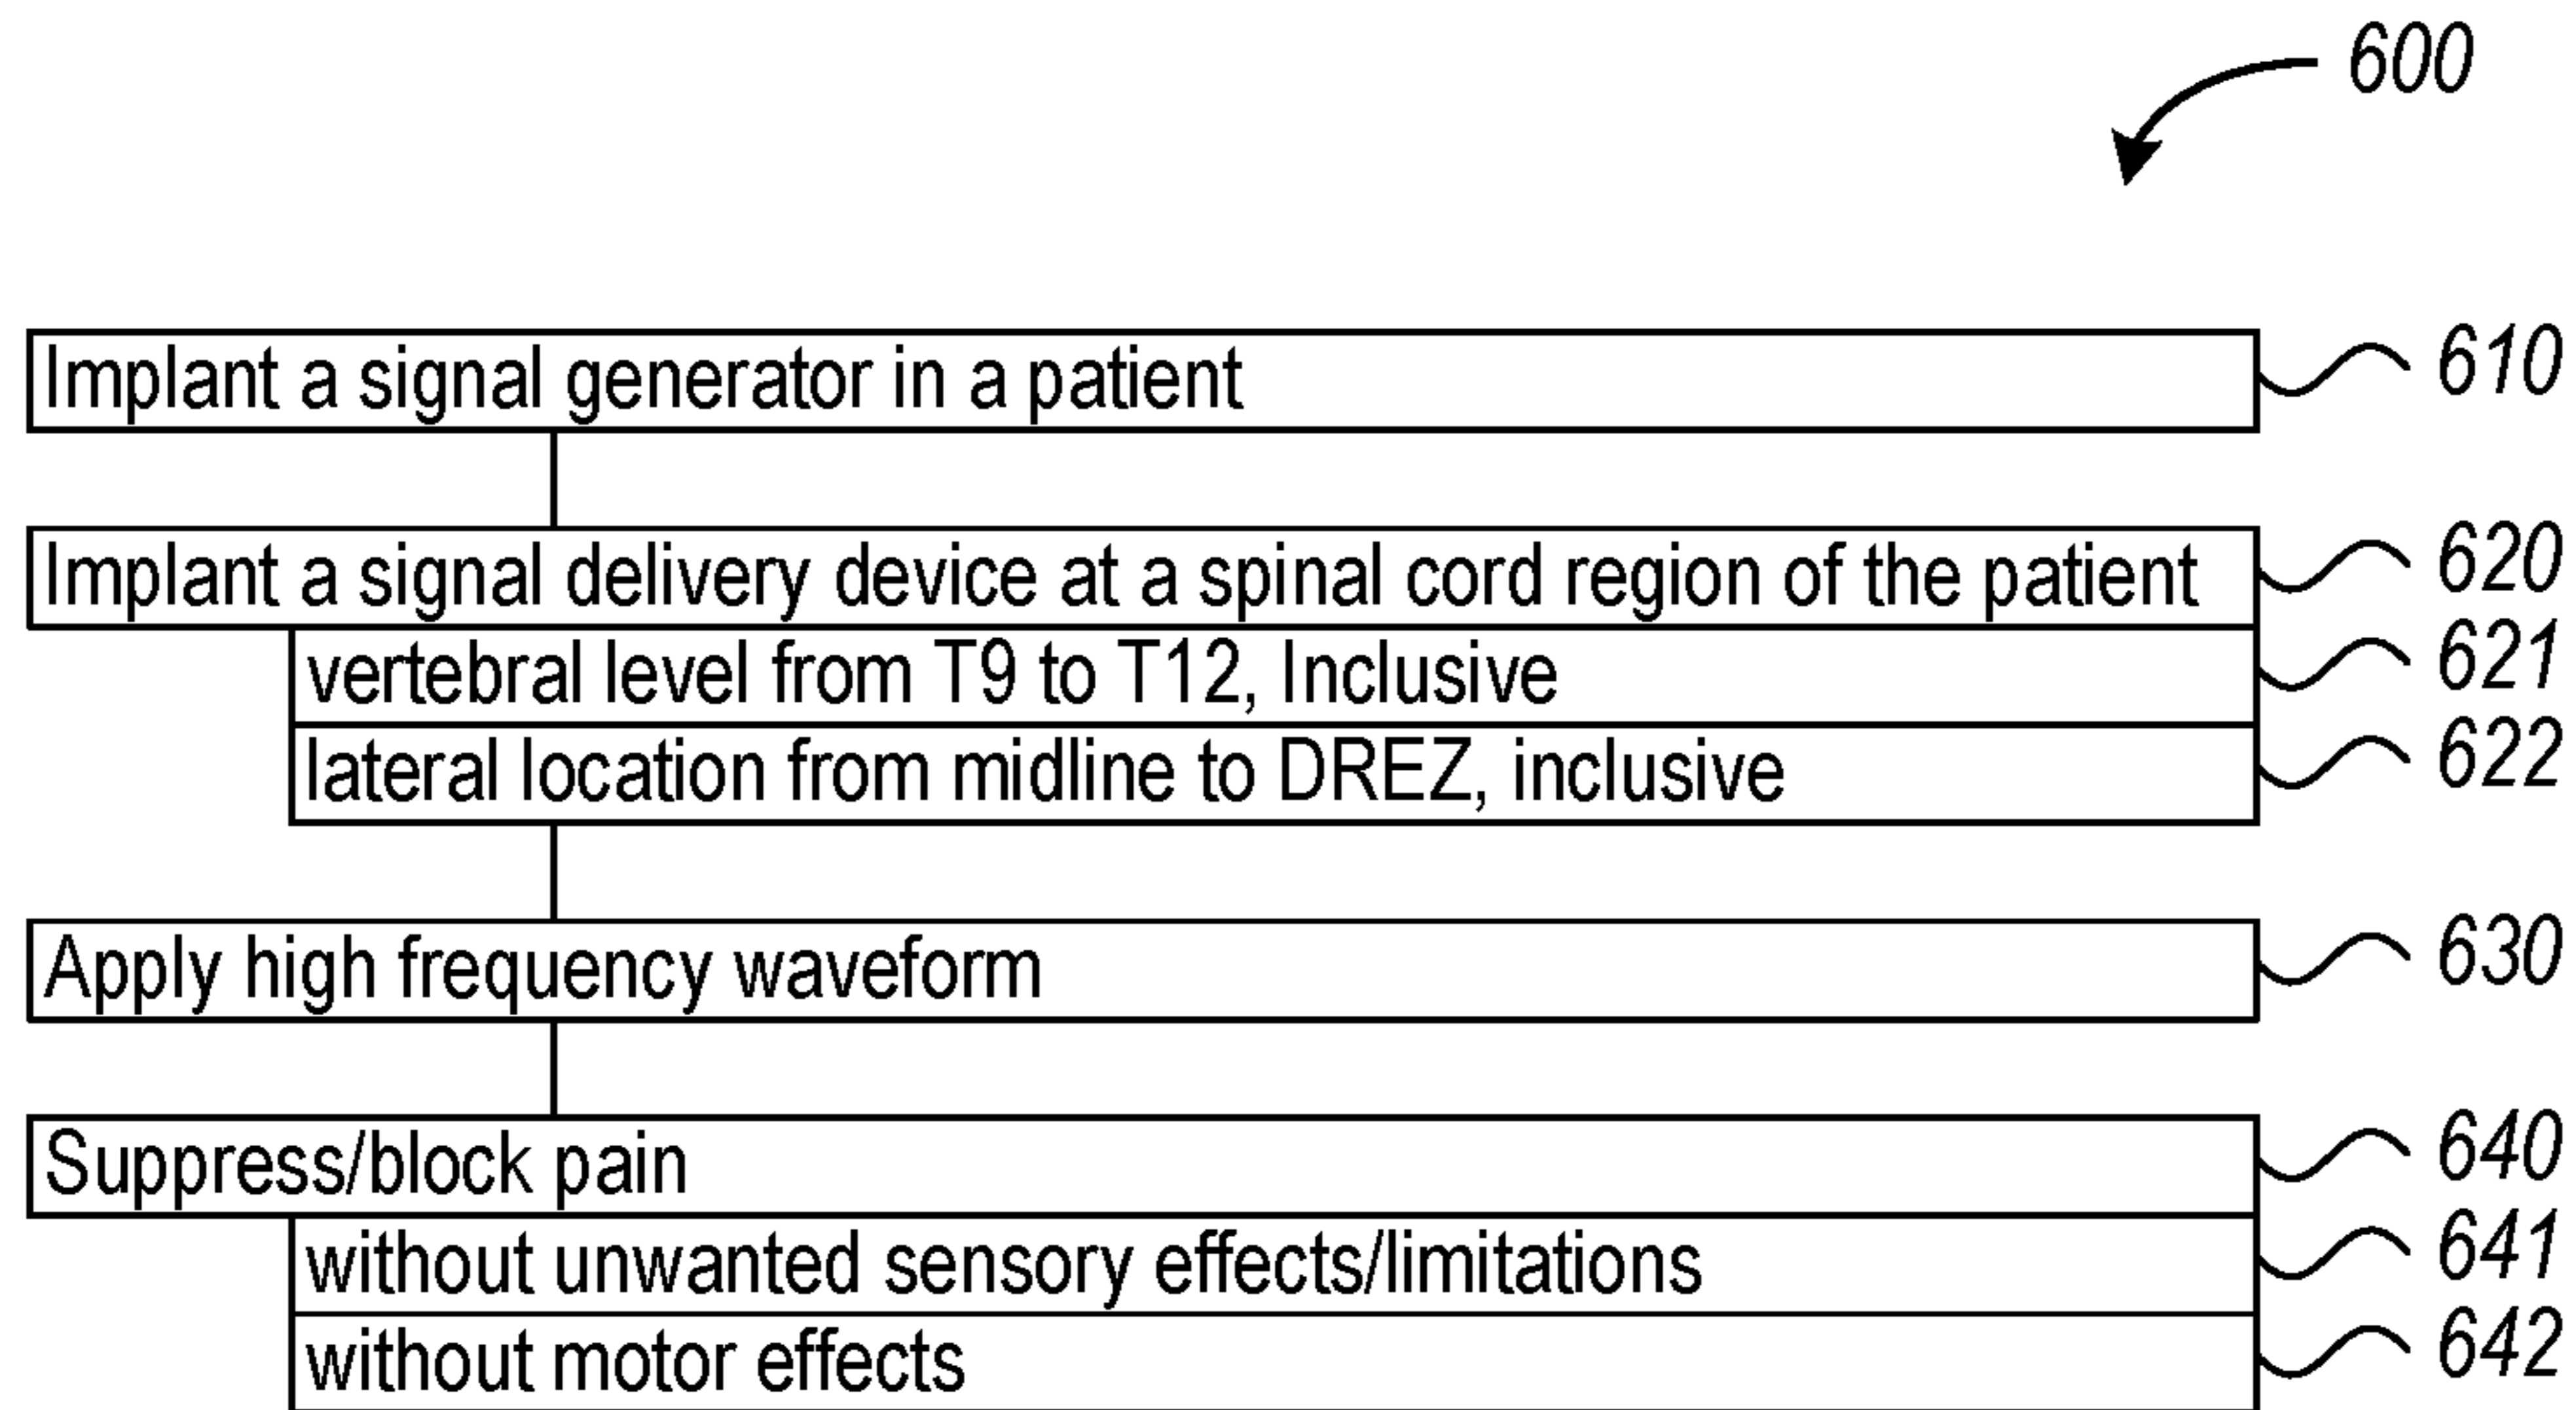 600
Implant a signal generator in a patient 610
Implant a signal delivery device at a spinal cord region of the patient 620
vertebral level from T9 to T12, Inclusive 621
lateral location from midline to DREZ, inclusive 622
Apply high frequency waveform 630
Suppress/block pain 640
without unwanted sensory effects/limitations 641
without motor effects 642